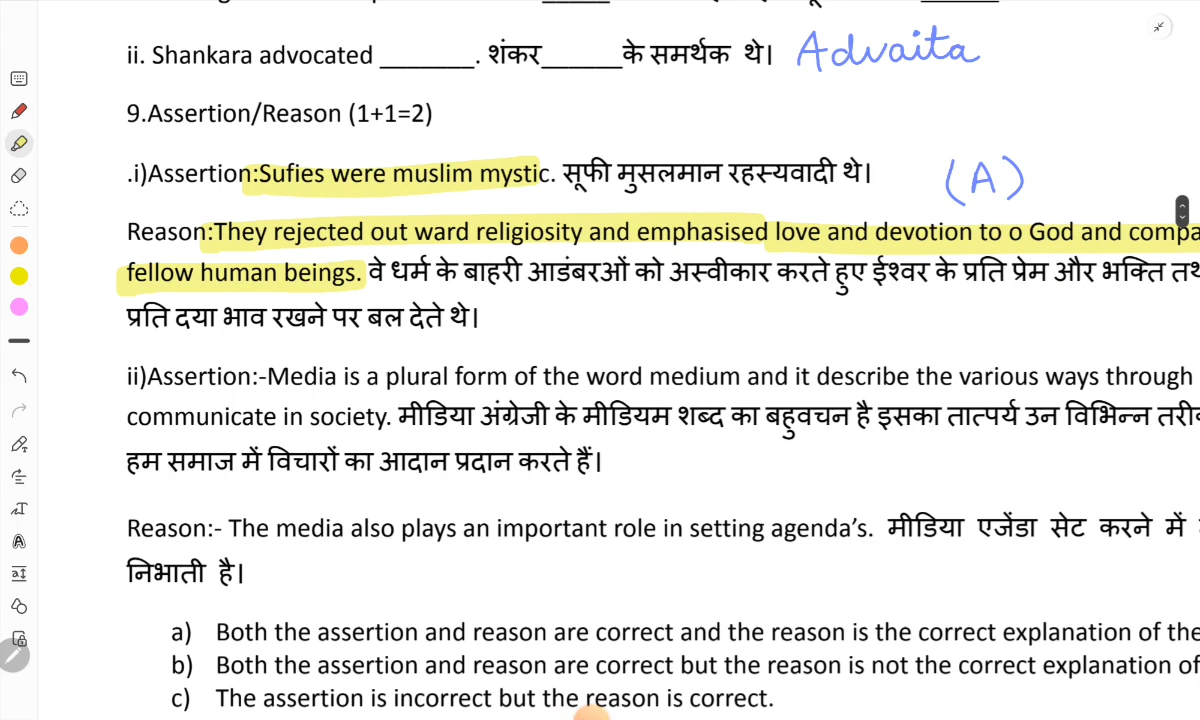 ii. Shankara advocated _______. शंकर______के समर्थक थे। Advaita
9.Assertion/Reason (1+1=2)
.i)Assertion:Sufies were muslim mystic. सूफी मुसलमान रहस्यवादी थे। (A)
Reason:They rejected out ward religiosity and emphasised love and devotion to o God and compa
fellow human beings. वे धर्म के बाहरी आडंबरओं को अस्वीकार करते हुए ईश्वर के प्रति प्रेम और भक्ति
प्रति दया भाव रखने पर बल देते थे।
ii)Assertion:-Media is a plural form of the word medium and it describe the various ways through
communicate in society. मीडिया अंग्रेजी के मीडियम शब्द का बहुवचन है इसका तात्पर्य उन विभिन्न
हम समाज में विचारों का आदान प्रदान करते हैं।
Reason:- The media also plays an important role in setting agenda’s. मीडिया एजेंडा सेट करने में
निभाती है।
a) Both the assertion and reason are correct and the reason is the correct explanation of the
b) Both the assertion and reason are correct but the reason is not the correct explanation of
c) The assertion is incorrect but the reason is correct.